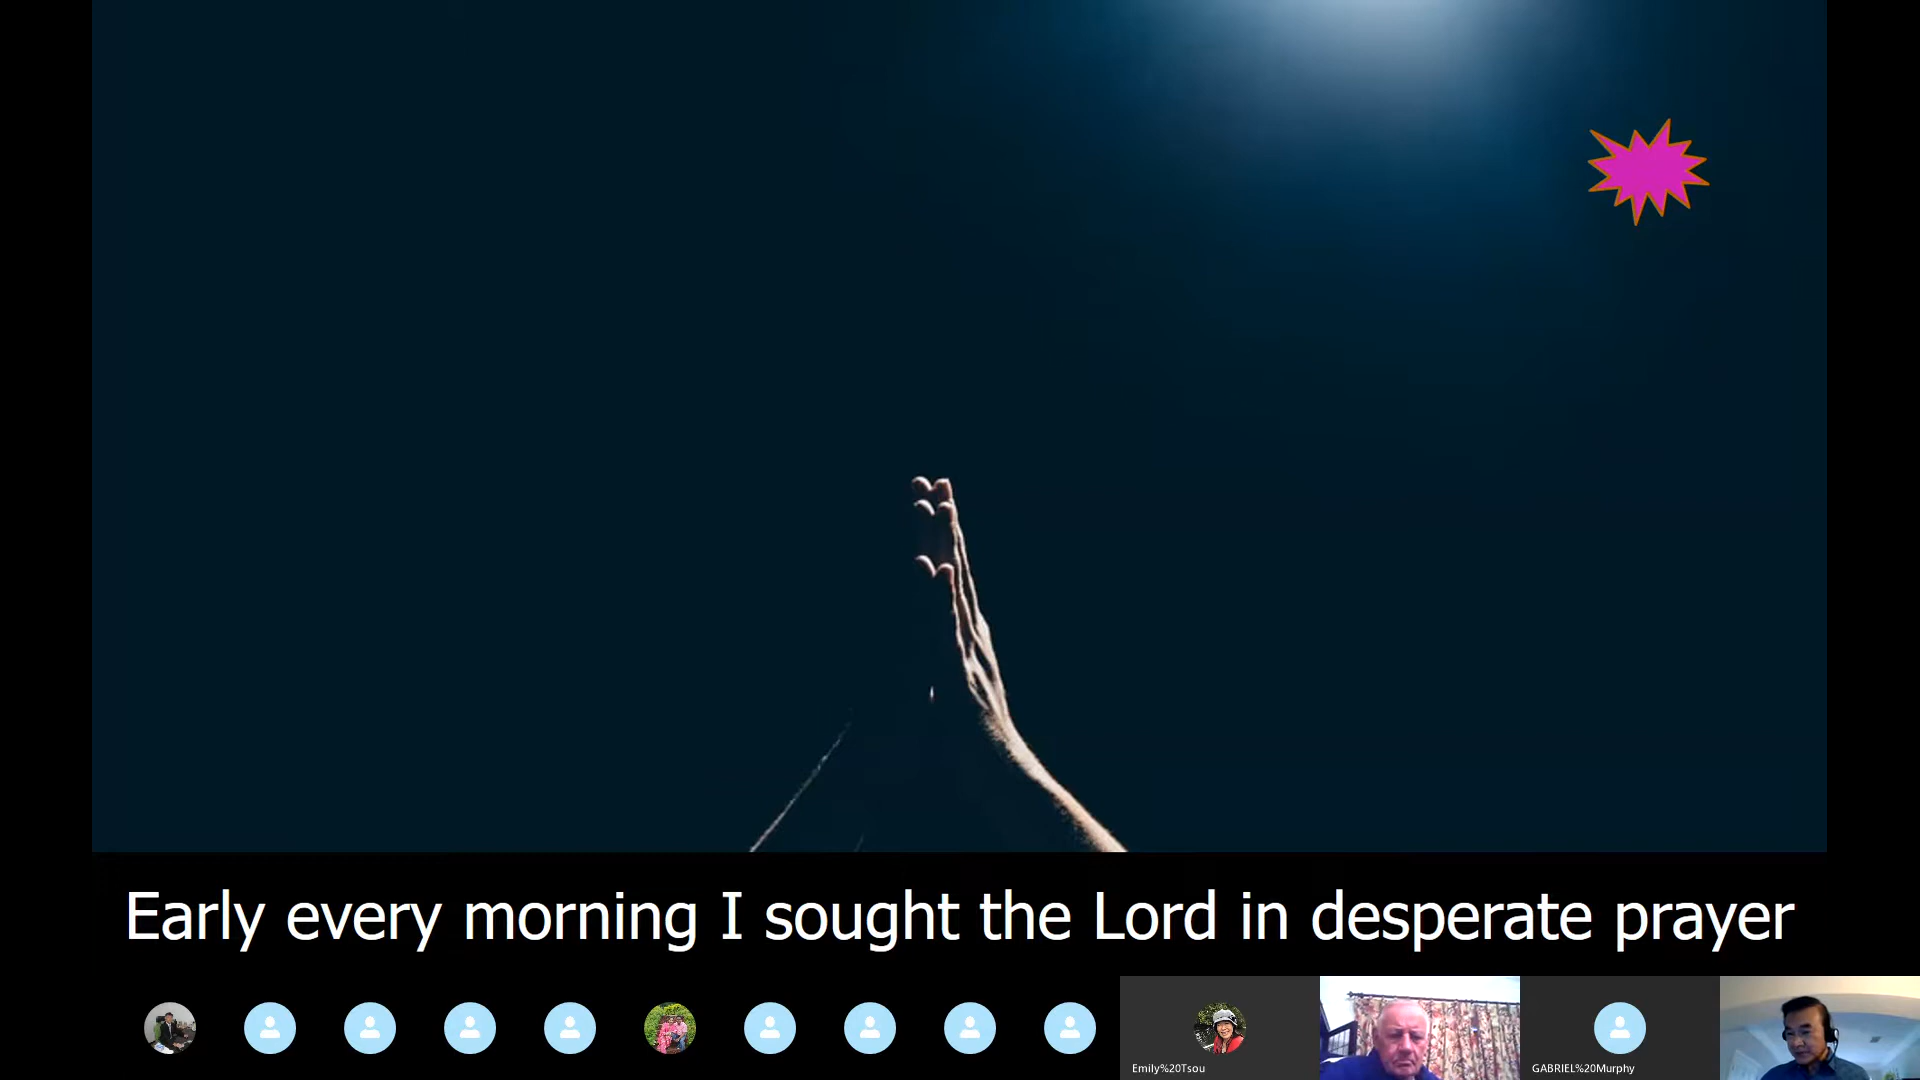 Early every morning I sought the Lord in desperate prayer
Emily%20Tsou
GABRIEL%20Murphy